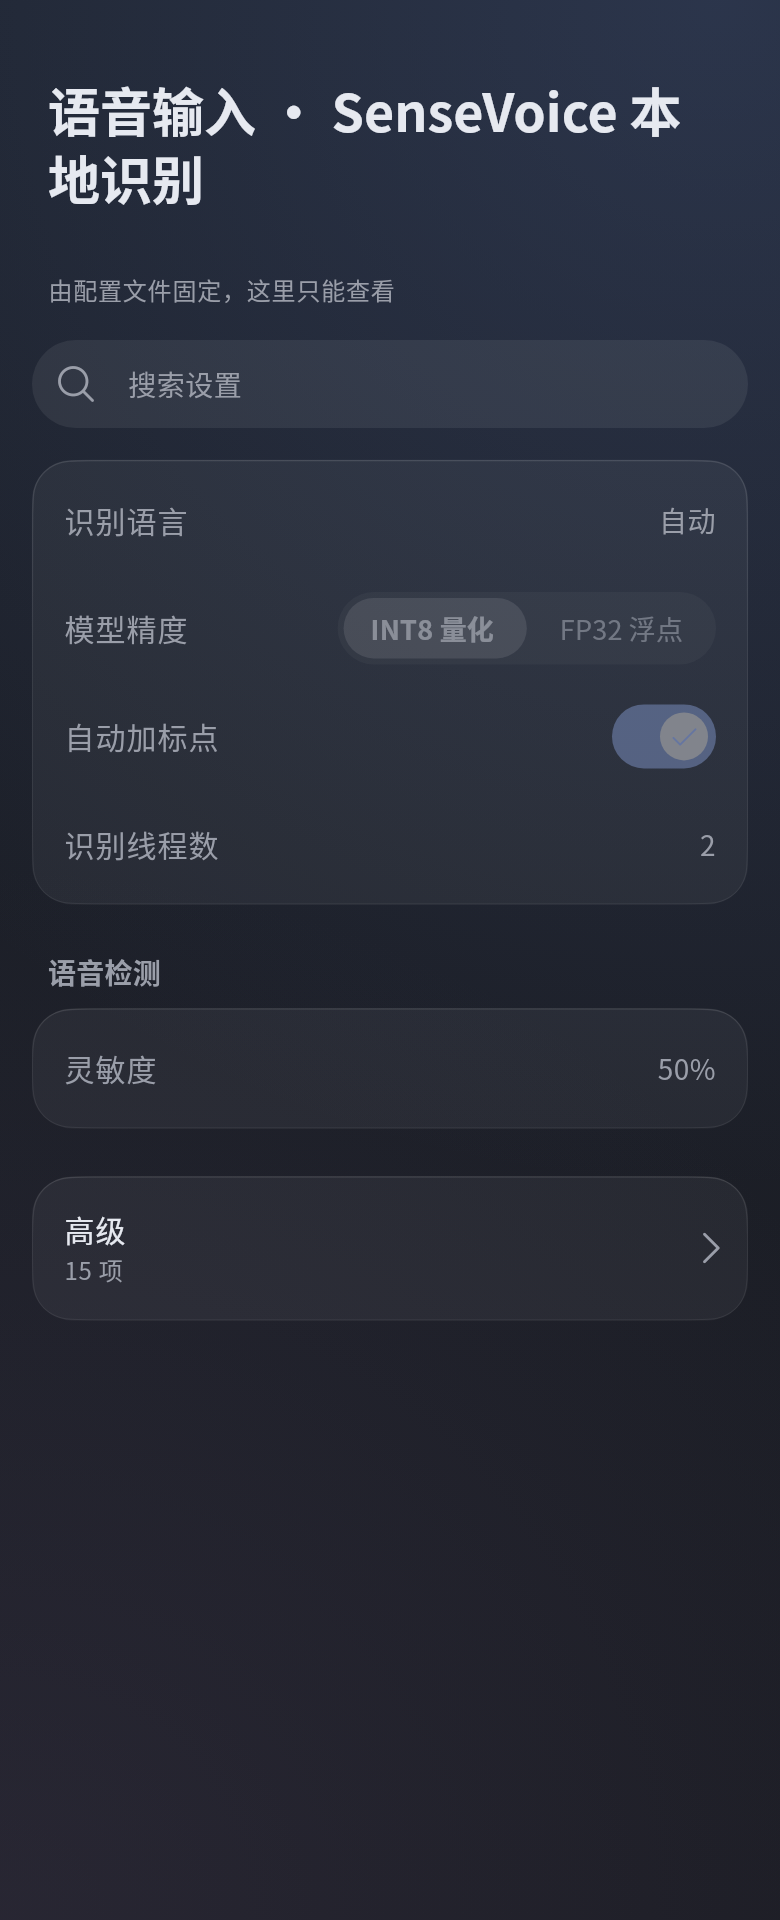 语音输入 · SenseVoice 本
地识别
由配置文件固定，这里只能查看
搜索设置
识别语言 自动
模型精度 INT8 量化 FP32 浮点
自动加标点
识别线程数 2
语音检测
灵敏度 50%
高级
15 项